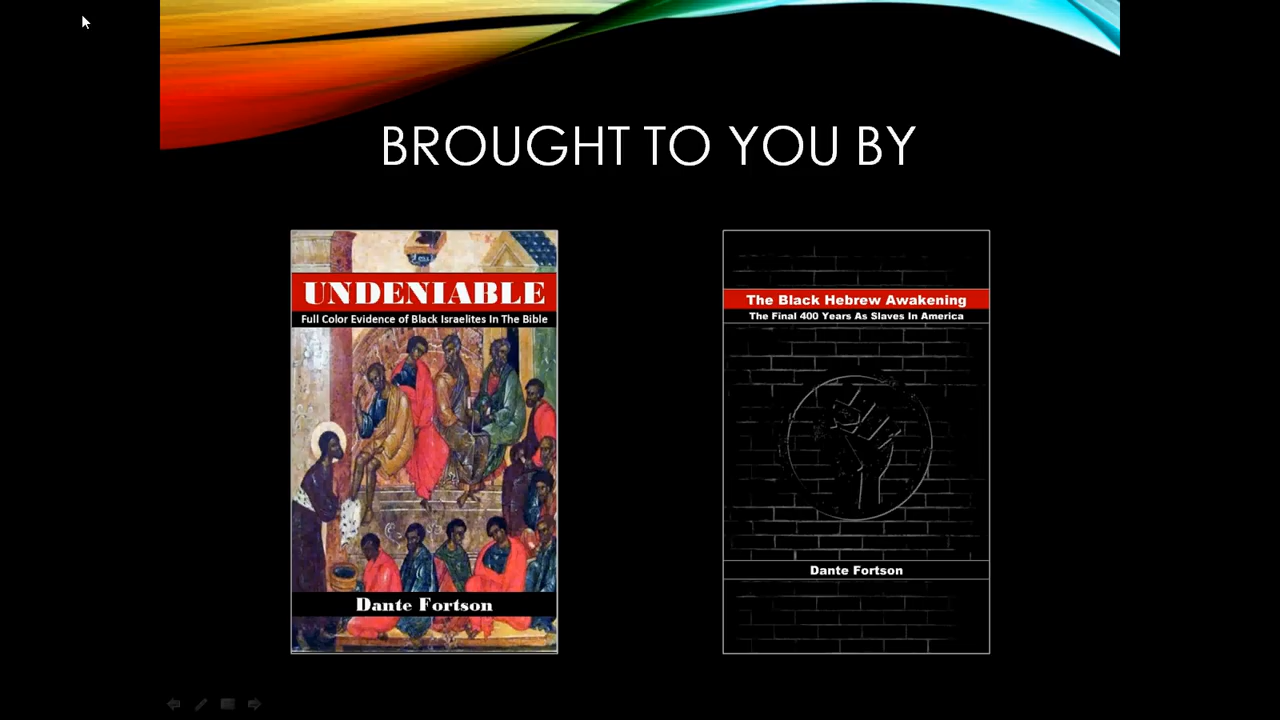 BROUGHT TO YOU BY
UNDENIABLE
Full Color Evidence of Black Israelites In The Bible
Dante Fortson
The Black Hebrew Awakening
The Final 400 Years As Slaves In America
Dante Fortson